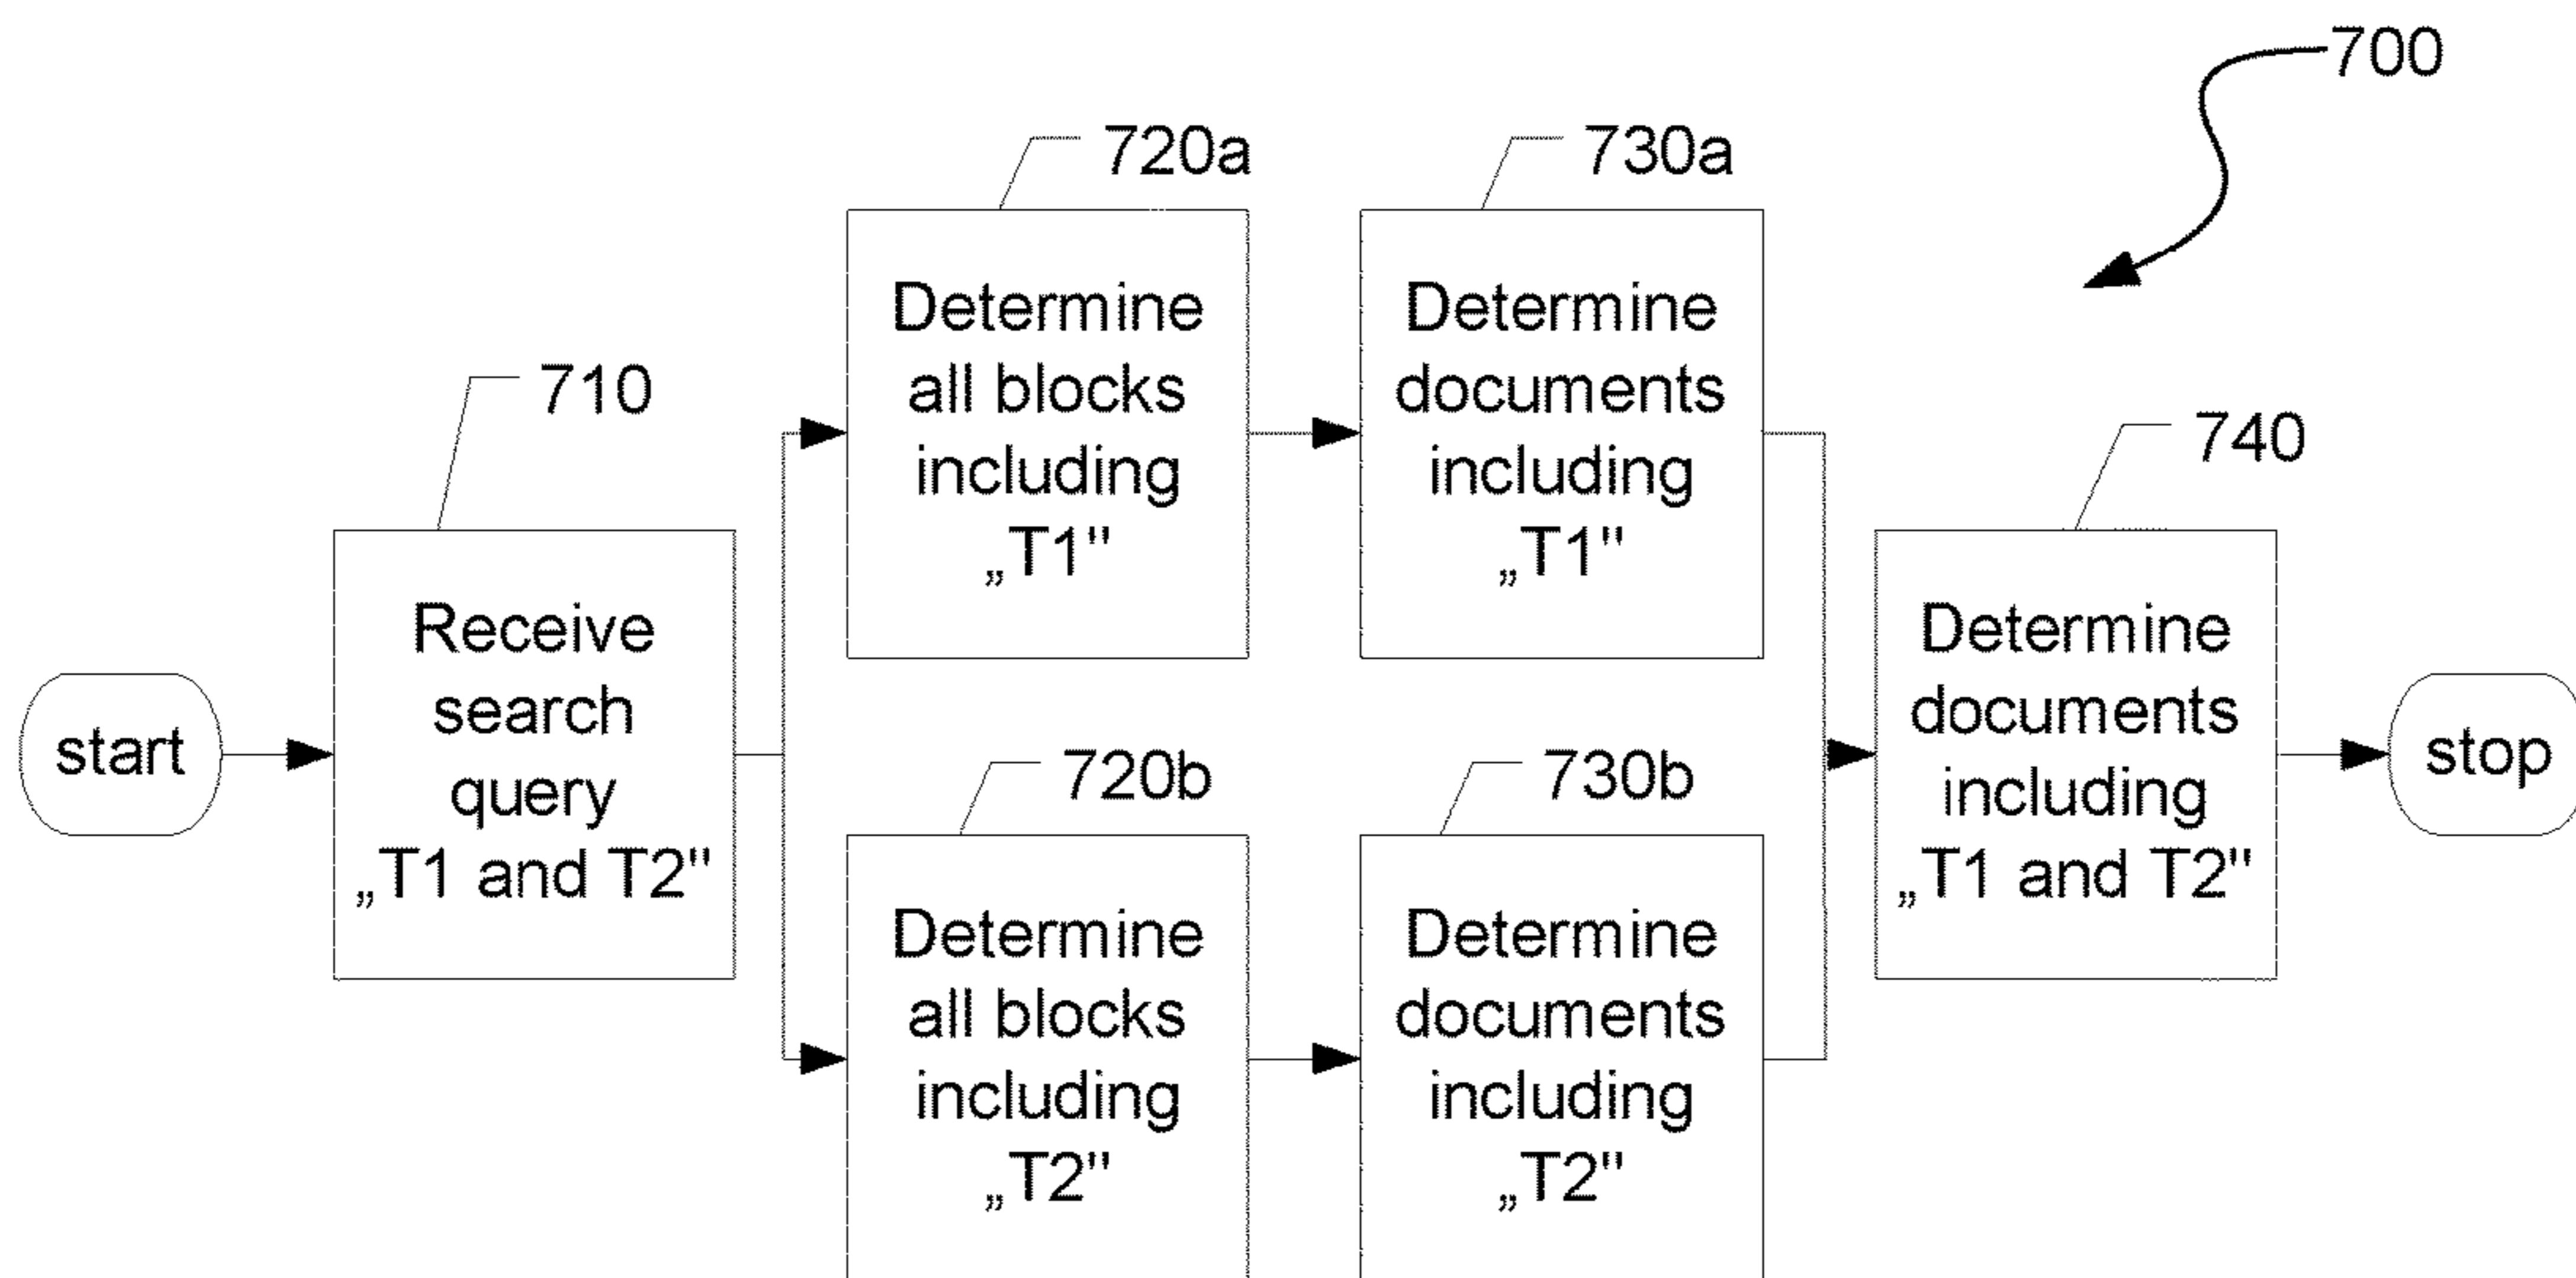 700
720a
730a
Determine
all blocks
including
„T1"
Determine
documents
including
„T1"
710
740
Receive
search
query
„T1 and T2"
Determine
documents
including
„T1 and T2"
start
stop
720b
730b
Determine
all blocks
including
„T2"
Determine
documents
including
„T2"